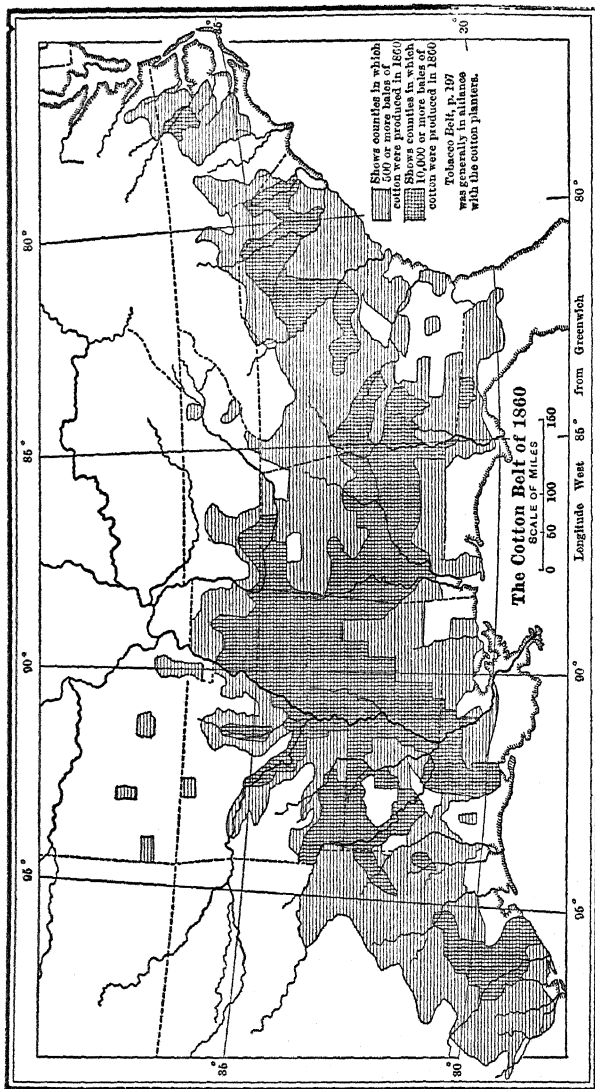 95° 90° 85° 80°
35° 35°
Shows counties in which
500 or more bales of
cotton were produced in 1860
Shows counties in which
10,000 or more bales of
cotton were produced in 1860
Tobacco Belt, p. 197
was generally in alliance
with the cotton planters.
30° 30°
The Cotton Belt of 1860
SCALE OF MILES
0 50 100 150
95° 90° 85° 80°
Longitude West from Greenwich